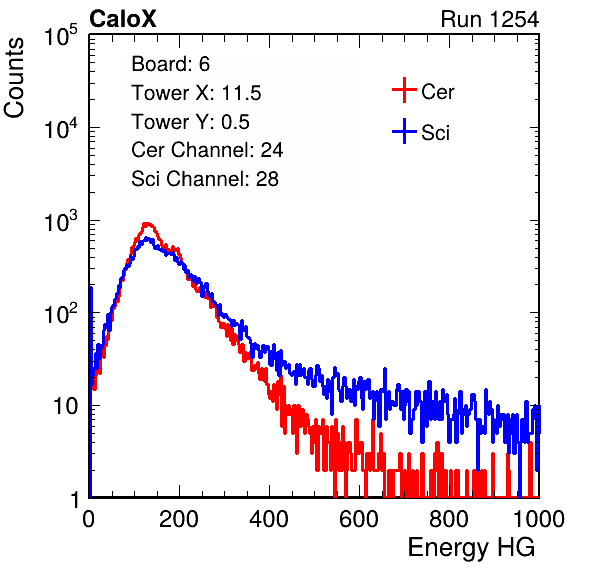 CaloX Run 1254
Board: 6
Tower X: 11.5
Tower Y: 0.5
Cer Channel: 24
Sci Channel: 28
Cer
Sci
Counts
10^5
10^4
10^3
10^2
10
1
0 200 400 600 800 1000
Energy HG